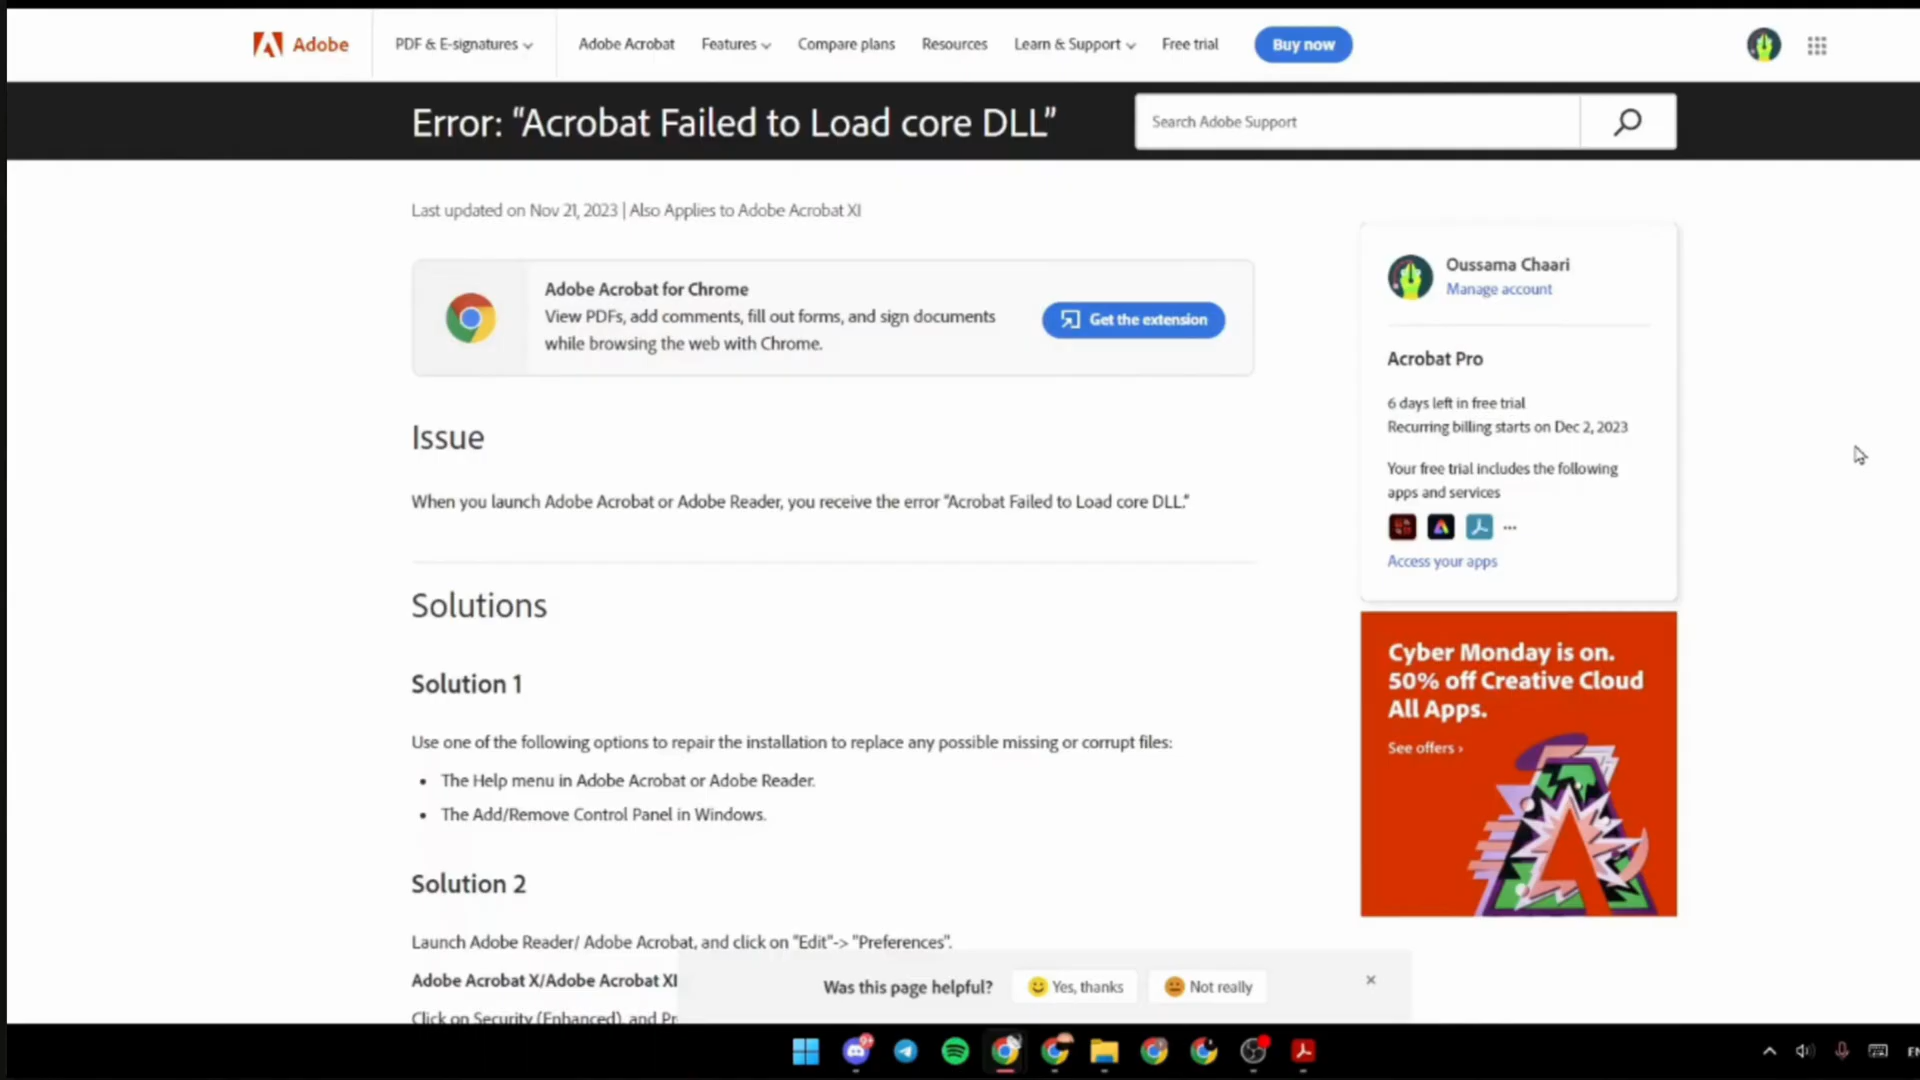 Adobe
PDF & E-signatures
Adobe Acrobat
Features
Compare plans
Resources
Learn & Support
Free trial
Buy now
Error: “Acrobat Failed to Load core DLL”
Search Adobe Support
Last updated on Nov 21, 2023 | Also Applies to Adobe Acrobat XI
Adobe Acrobat for Chrome
View PDFs, add comments, fill out forms, and sign documents
while browsing the web with Chrome.
Get the extension
Issue
When you launch Adobe Acrobat or Adobe Reader, you receive the error “Acrobat Failed to Load core DLL.”
Solutions
Solution 1
Use one of the following options to repair the installation to replace any possible missing or corrupt files:
• The Help menu in Adobe Acrobat or Adobe Reader.
• The Add/Remove Control Panel in Windows.
Solution 2
Launch Adobe Reader/ Adobe Acrobat, and click on "Edit"-> "Preferences".
Adobe Acrobat X/Adobe Acrobat XI
Click on Security (Enhanced), and Pr
Oussama Chaari
Manage account
Acrobat Pro
6 days left in free trial
Recurring billing starts on Dec 2, 2023
Your free trial includes the following
apps and services
Access your apps
Cyber Monday is on.
50% off Creative Cloud
All Apps.
See offers ›
Was this page helpful?
Yes, thanks
Not really
EN